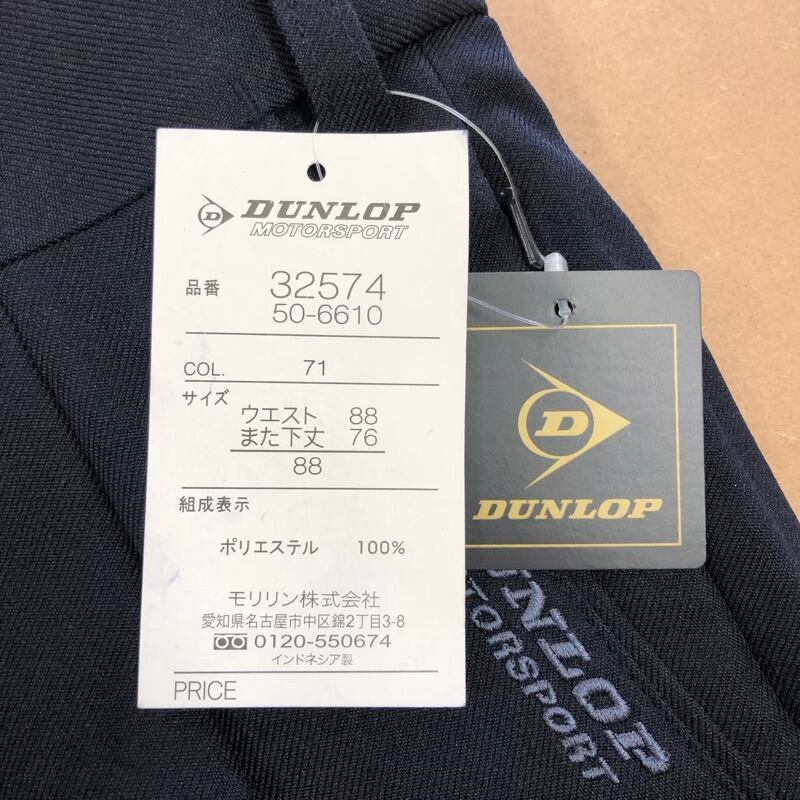 DUNLOP
MOTORSPORT
品番 32574
50-6610
COL. 71
サイズ
ウエスト 88
また下丈 76
88
組成表示
ポリエステル 100%
モリリン株式会社
愛知県名古屋市中区錦2丁目3-8
0120-550674
インドネシア製
PRICE
D
DUNLOP
UNLOP
TORSPORT